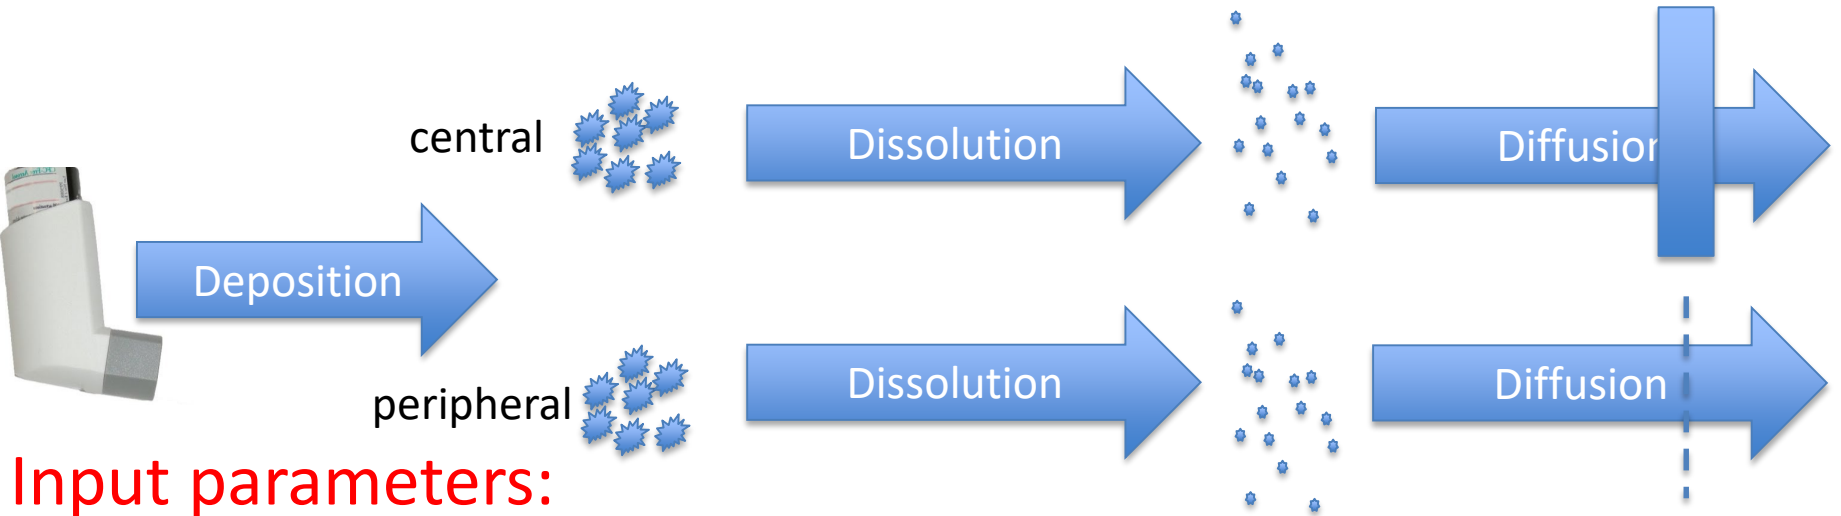 central
Dissolution
Diffusion
Deposition
peripheral
Dissolution
Diffusion
Input parameters: